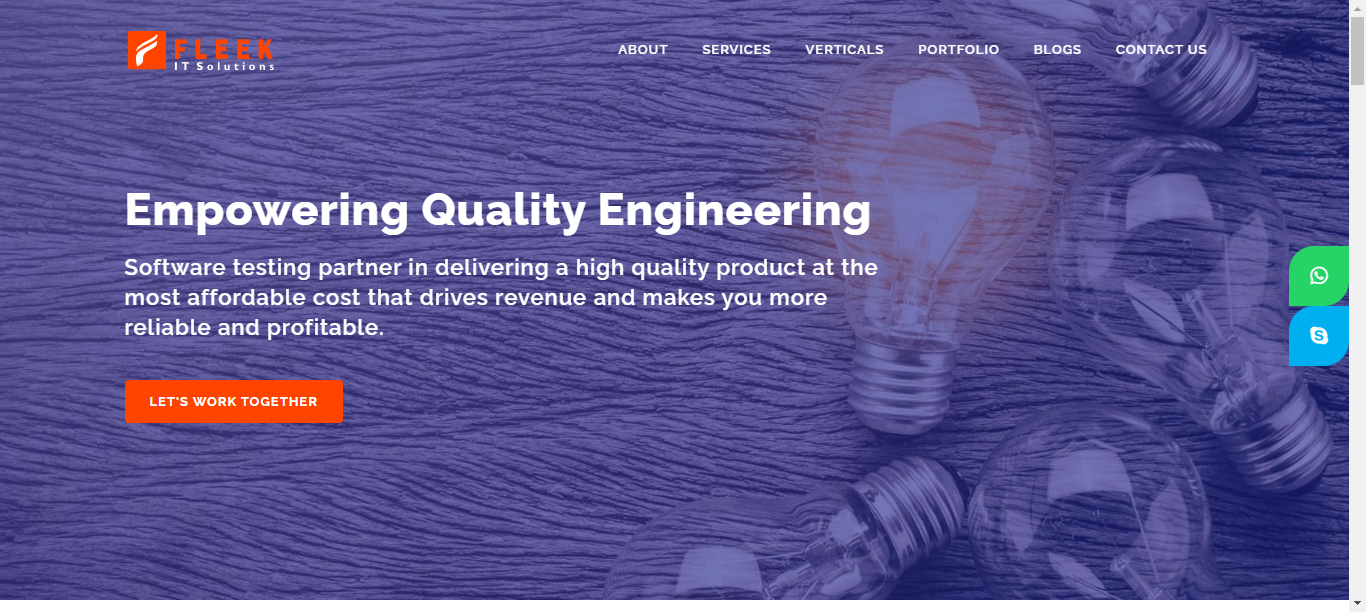 FLEEK
IT Solutions
ABOUT SERVICES VERTICALS PORTFOLIO BLOGS CONTACT US
Empowering Quality Engineering
Software testing partner in delivering a high quality product at the
most affordable cost that drives revenue and makes you more
reliable and profitable.
LET'S WORK TOGETHER